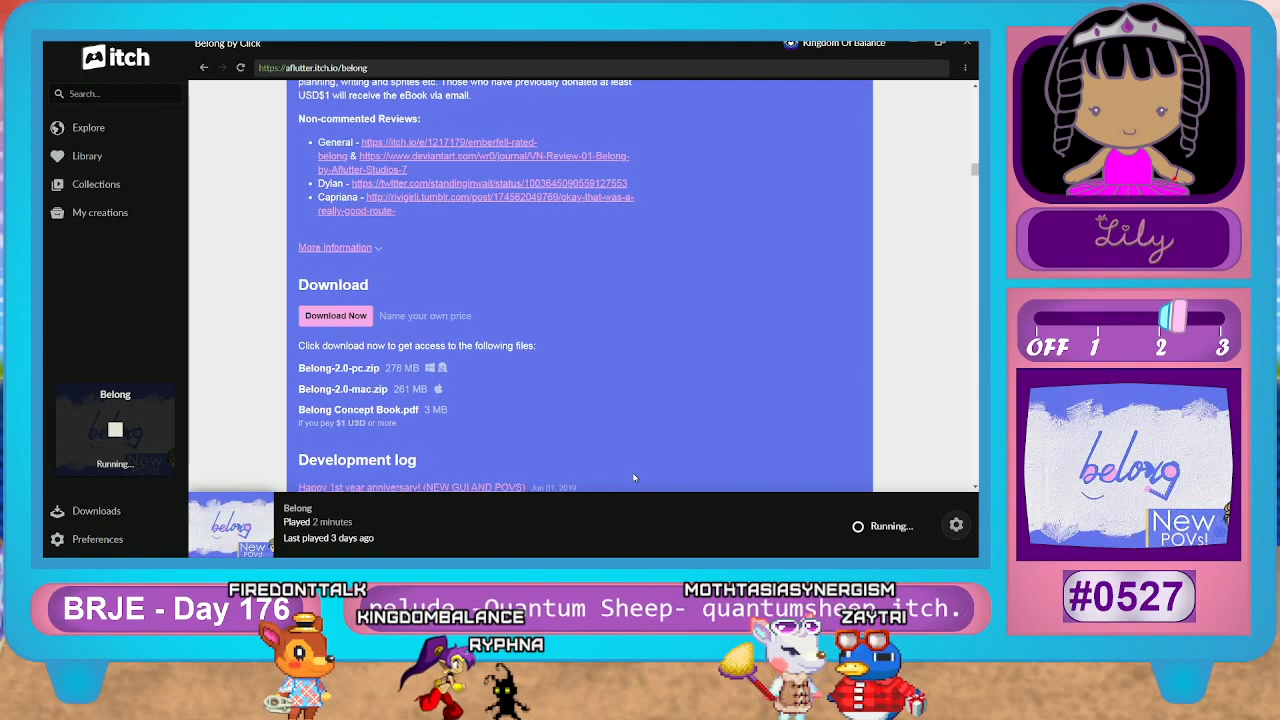 itch
Belong by Click
Kingdom Of Balance
https://aflutter.itch.io/belong
Search...
Explore
Library
Collections
My creations
planning, writing and sprites etc. Those who have previously donated at least
USD$1 will receive the eBook via email.
Non-commented Reviews:
General - https://itch.io/e/1217179/emberfell-rated-
belong & https://www.deviantart.com/wr0/journal/VN-Review-01-Belong-
by-Aflutter-Studios-7
Dylan - https://twitter.com/standinginwait/status/1003645090559127553
Capriana - http://rivigirli.tumblr.com/post/174562049769/okay-that-was-a-
really-good-route-
More information
Download
Download Now
Name your own price
Click download now to get access to the following files:
Belong-2.0-pc.zip 278 MB
Belong-2.0-mac.zip 261 MB
Belong Concept Book.pdf 3 MB
if you pay $1 USD or more
Development log
Happy 1st year anniversary! (NEW GUI AND POVS) Jun 01, 2019
Belong
Running...
Downloads
Preferences
belong
New
POVs!
Belong
Played 2 minutes
Last played 3 days ago
Running...
Lily
OFF 1 2 3
belong
New
POVs!
#0527
BRJE - Day 176
relude, Quantum Sheep- quantumsheep.itch.
FIREDONTTALK
KINGDOMBALANCE
RYPHNA
MOTHTASIASYNERGISM
ZAYTRI